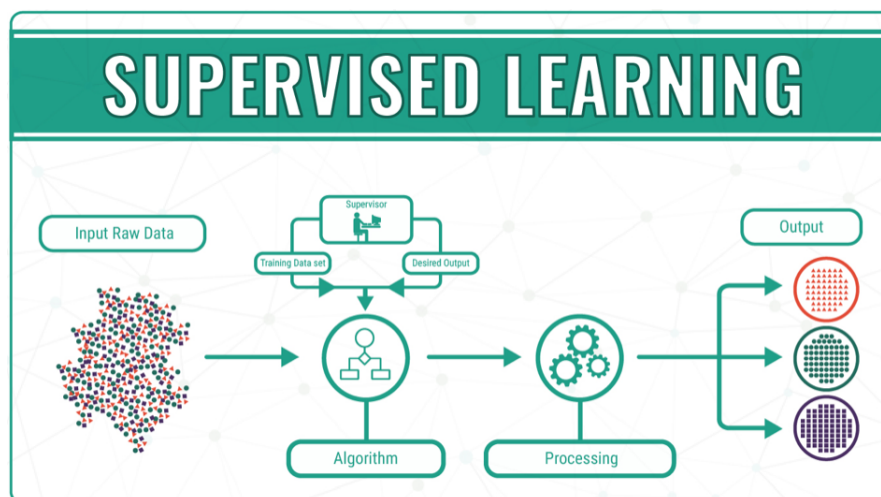 SUPERVISED LEARNING
Supervisor
Input Raw Data
Training Data set
Desired Output
Output
Algorithm
Processing